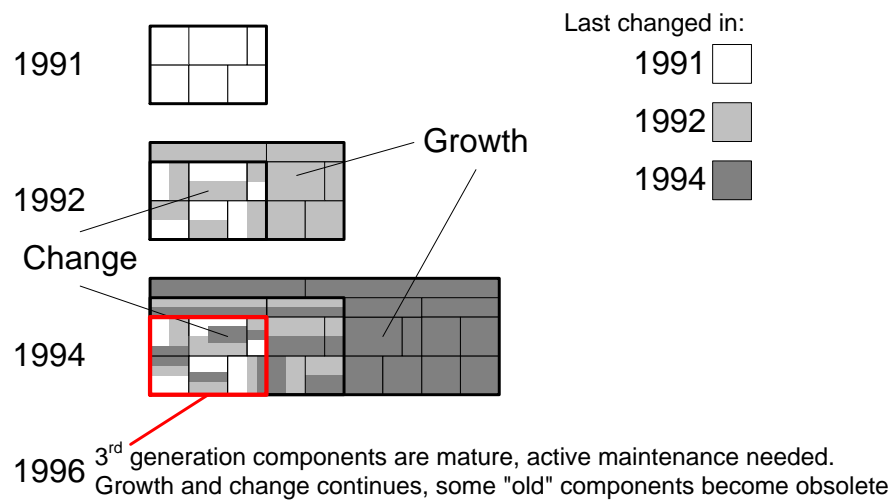 Last changed in:
1991
1991
1992
Growth
1994
1992
Change
1994
1996
3rd generation components are mature, active maintenance needed.
Growth and change continues, some "old" components become obsolete